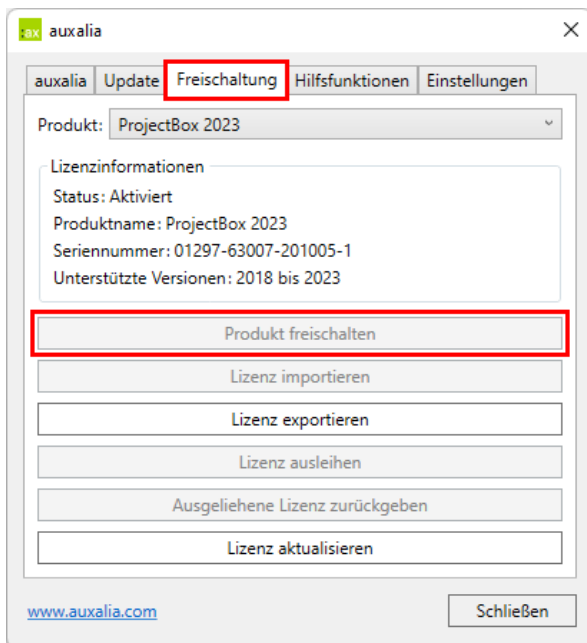 :ax auxalia
auxalia Update Freischaltung Hilfsfunktionen Einstellungen
Produkt: ProjectBox 2023
Lizenzinformationen
Status: Aktiviert
Produktname: ProjectBox 2023
Seriennummer: 01297-63007-201005-1
Unterstützte Versionen: 2018 bis 2023
Produkt freischalten
Lizenz importieren
Lizenz exportieren
Lizenz ausleihen
Ausgeliehene Lizenz zurückgeben
Lizenz aktualisieren
www.auxalia.com Schließen